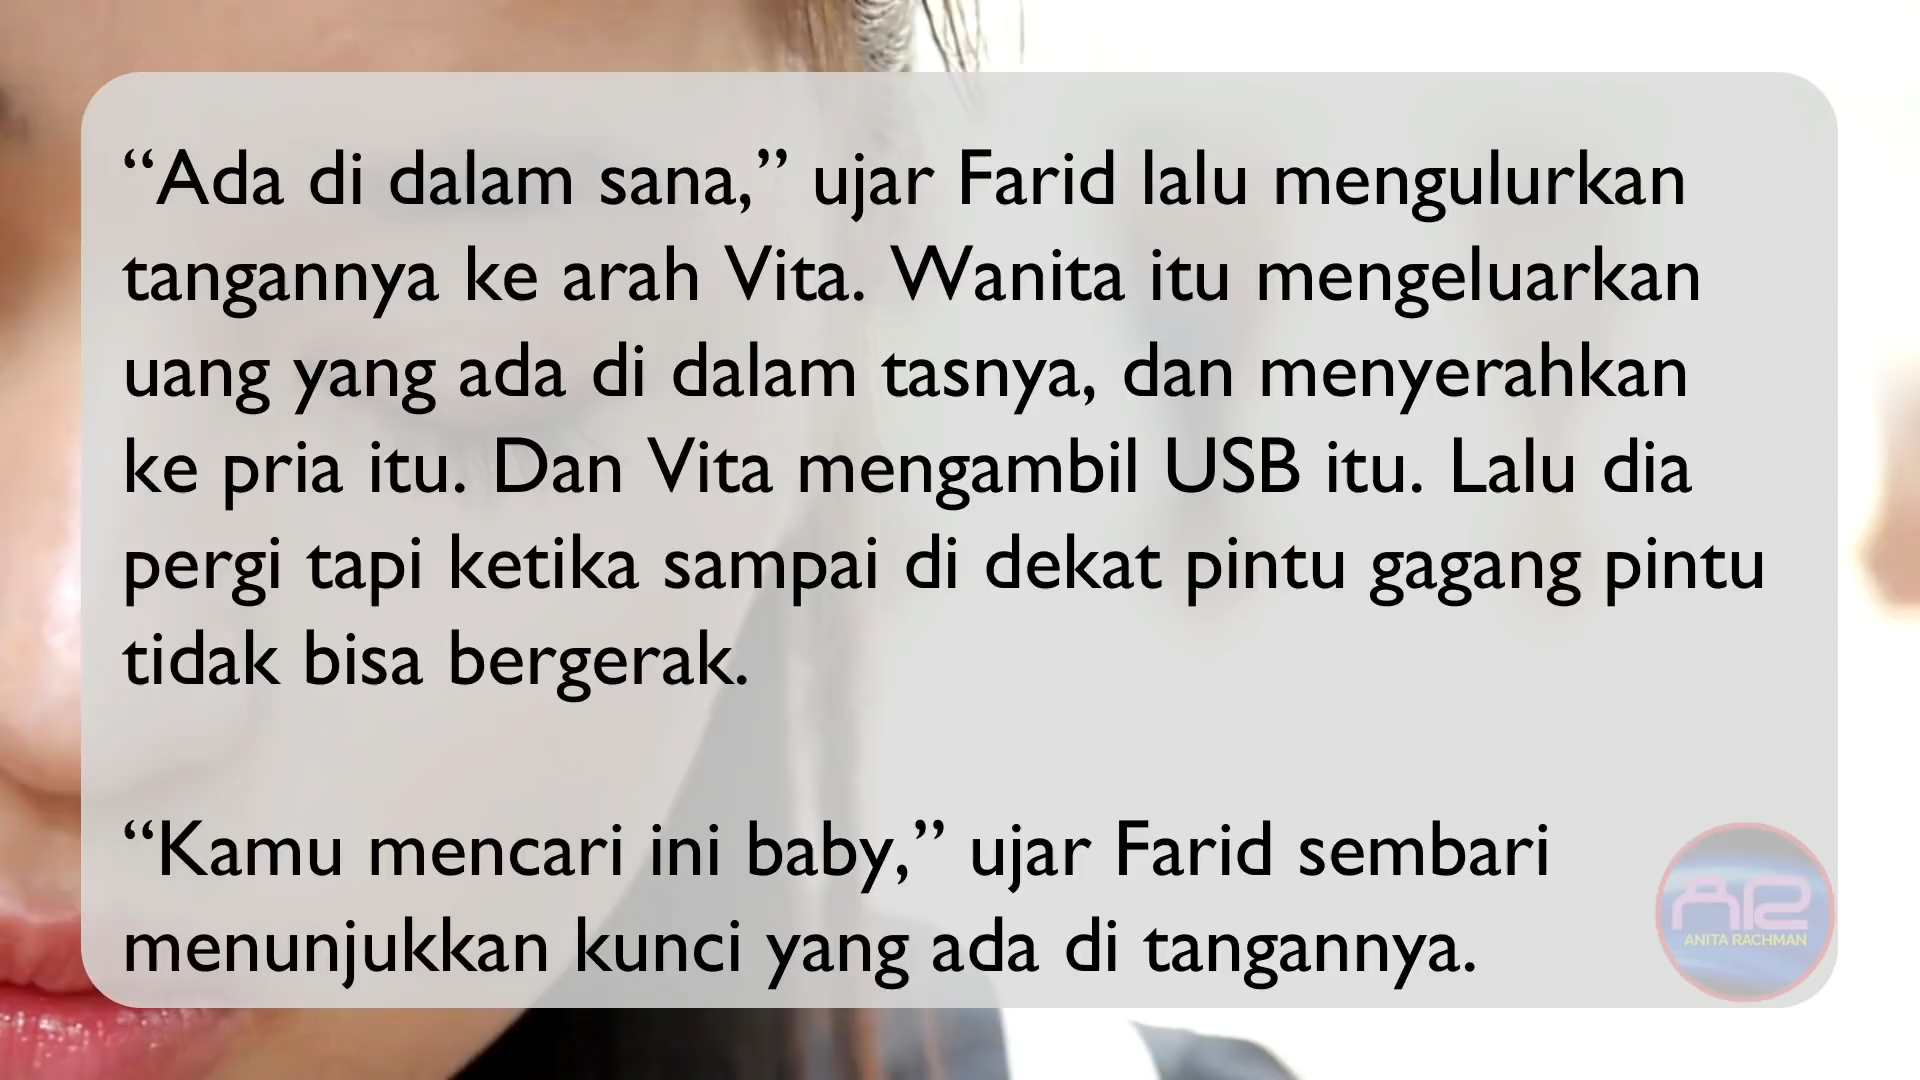 “Ada di dalam sana,” ujar Farid lalu mengulurkan
tangannya ke arah Vita. Wanita itu mengeluarkan
uang yang ada di dalam tasnya, dan menyerahkan
ke pria itu. Dan Vita mengambil USB itu. Lalu dia
pergi tapi ketika sampai di dekat pintu gagang pintu
tidak bisa bergerak.
“Kamu mencari ini baby,” ujar Farid sembari
menunjukkan kunci yang ada di tangannya.
AR
ANITA RACHMAN